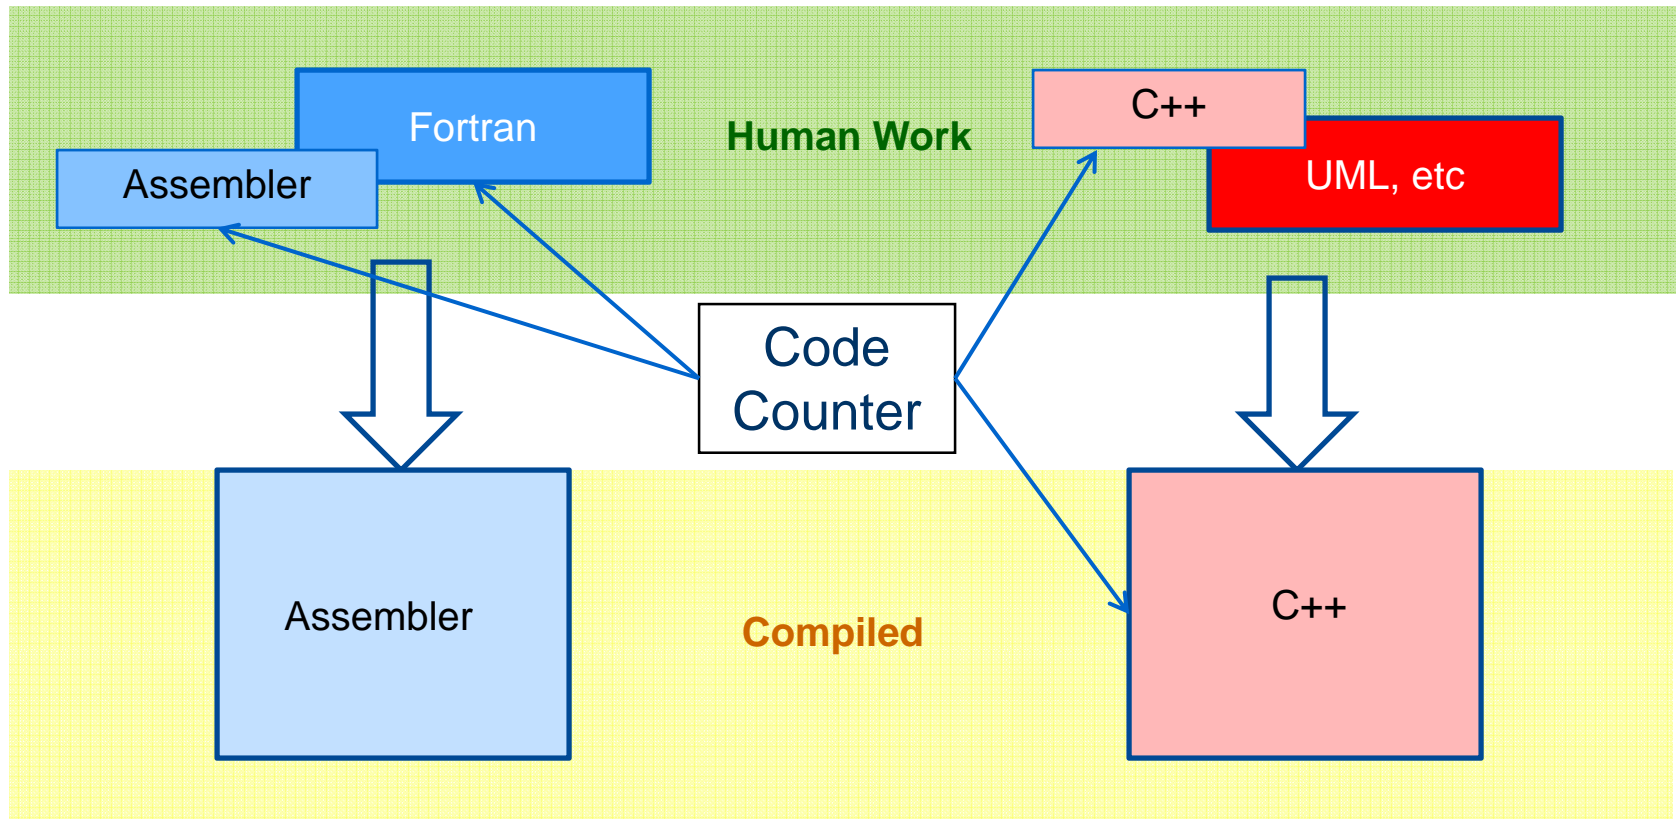 Fortran
Assembler
Human Work
C++
UML, etc
Code
Counter
Assembler
Compiled
C++